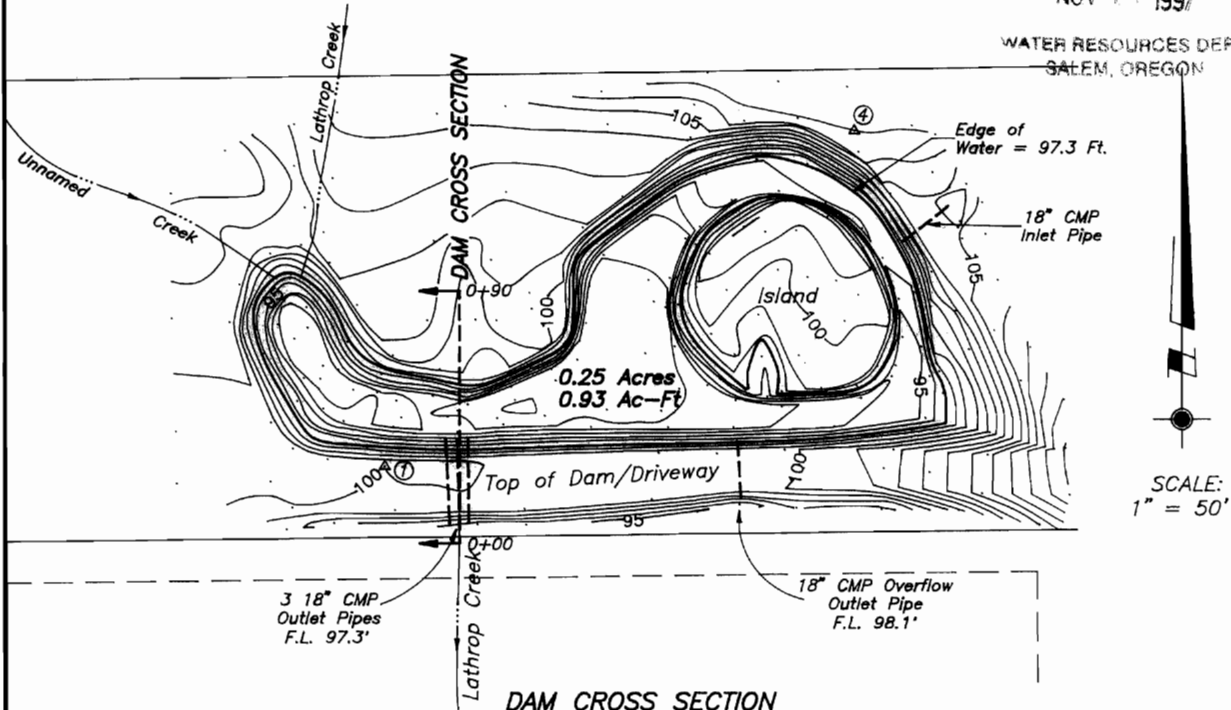 1997
WATER RESOURCES DEP
SALEM, OREGON
Lathrop Creek
Unnamed
Creek
DAM CROSS SECTION
105
4
Edge of
Water = 97.3 Ft.
18" CMP
Inlet Pipe
105
0+90
100
Island
100
95
0.25 Acres
0.93 Ac-Ft
95
100
1
Top of Dam/Driveway
100
95
SCALE:
1" = 50'
0+00
3 18" CMP
Outlet Pipes
F.L. 97.3'
Lathrop Creek
18" CMP Overflow
Outlet Pipe
F.L. 98.1'
DAM CROSS SECTION